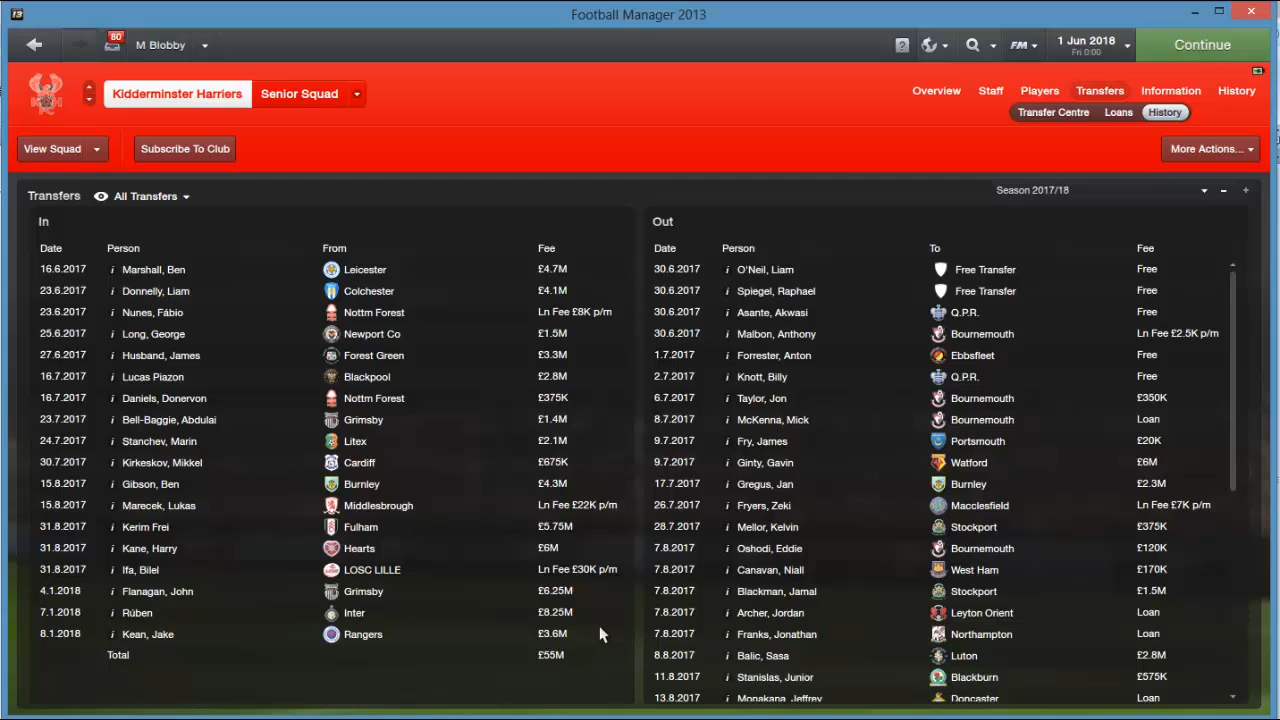 13 Football Manager 2013
80 M Blobby ? FM 1 Jun 2018 Fri 0:00 Continue
Kidderminster Harriers Senior Squad Overview Staff Players Transfers Information History
Transfer Centre Loans History
View Squad Subscribe To Club More Actions...
Transfers All Transfers Season 2017/18
In Out
Date Person From Fee Date Person To Fee
16.6.2017 i Marshall, Ben Leicester £4.7M 30.6.2017 i O'Neil, Liam Free Transfer Free
23.6.2017 i Donnelly, Liam Colchester £4.1M 30.6.2017 i Spiegel, Raphael Free Transfer Free
23.6.2017 i Nunes, Fábio Nottm Forest Ln Fee £8K p/m 30.6.2017 i Asante, Akwasi Q.P.R. Free
25.6.2017 i Long, George Newport Co £1.5M 30.6.2017 i Malbon, Anthony Bournemouth Ln Fee £2.5K p/m
27.6.2017 i Husband, James Forest Green £3.3M 1.7.2017 i Forrester, Anton Ebbsfleet Free
16.7.2017 i Lucas Piazon Blackpool £2.8M 2.7.2017 i Knott, Billy Q.P.R. Free
16.7.2017 i Daniels, Donervon Nottm Forest £375K 6.7.2017 i Taylor, Jon Bournemouth £350K
23.7.2017 i Bell-Baggie, Abdulai Grimsby £1.4M 8.7.2017 i McKenna, Mick Bournemouth Loan
24.7.2017 i Stanchev, Marin Litex £2.1M 9.7.2017 i Fry, James Portsmouth £20K
30.7.2017 i Kirkeskov, Mikkel Cardiff £675K 9.7.2017 i Ginty, Gavin Watford £6M
15.8.2017 i Gibson, Ben Burnley £4.3M 17.7.2017 i Gregus, Jan Burnley £2.3M
15.8.2017 i Marecek, Lukas Middlesbrough Ln Fee £22K p/m 26.7.2017 i Fryers, Zeki Macclesfield Ln Fee £7K p/m
31.8.2017 i Kerim Frei Fulham £5.75M 28.7.2017 i Mellor, Kelvin Stockport £375K
31.8.2017 i Kane, Harry Hearts £6M 7.8.2017 i Oshodi, Eddie Bournemouth £120K
31.8.2017 i Ifa, Bilel LOSC LILLE Ln Fee £30K p/m 7.8.2017 i Canavan, Niall West Ham £170K
4.1.2018 i Flanagan, John Grimsby £6.25M 7.8.2017 i Blackman, Jamal Stockport £1.5M
7.1.2018 i Rúben Inter £8.25M 7.8.2017 i Archer, Jordan Leyton Orient Loan
8.1.2018 i Kean, Jake Rangers £3.6M 7.8.2017 i Franks, Jonathan Northampton Loan
Total £55M 8.8.2017 i Balic, Sasa Luton £2.8M
11.8.2017 i Stanislas, Junior Blackburn £575K
13.8.2017 i Monakana, Jeffrey Doncaster Loan